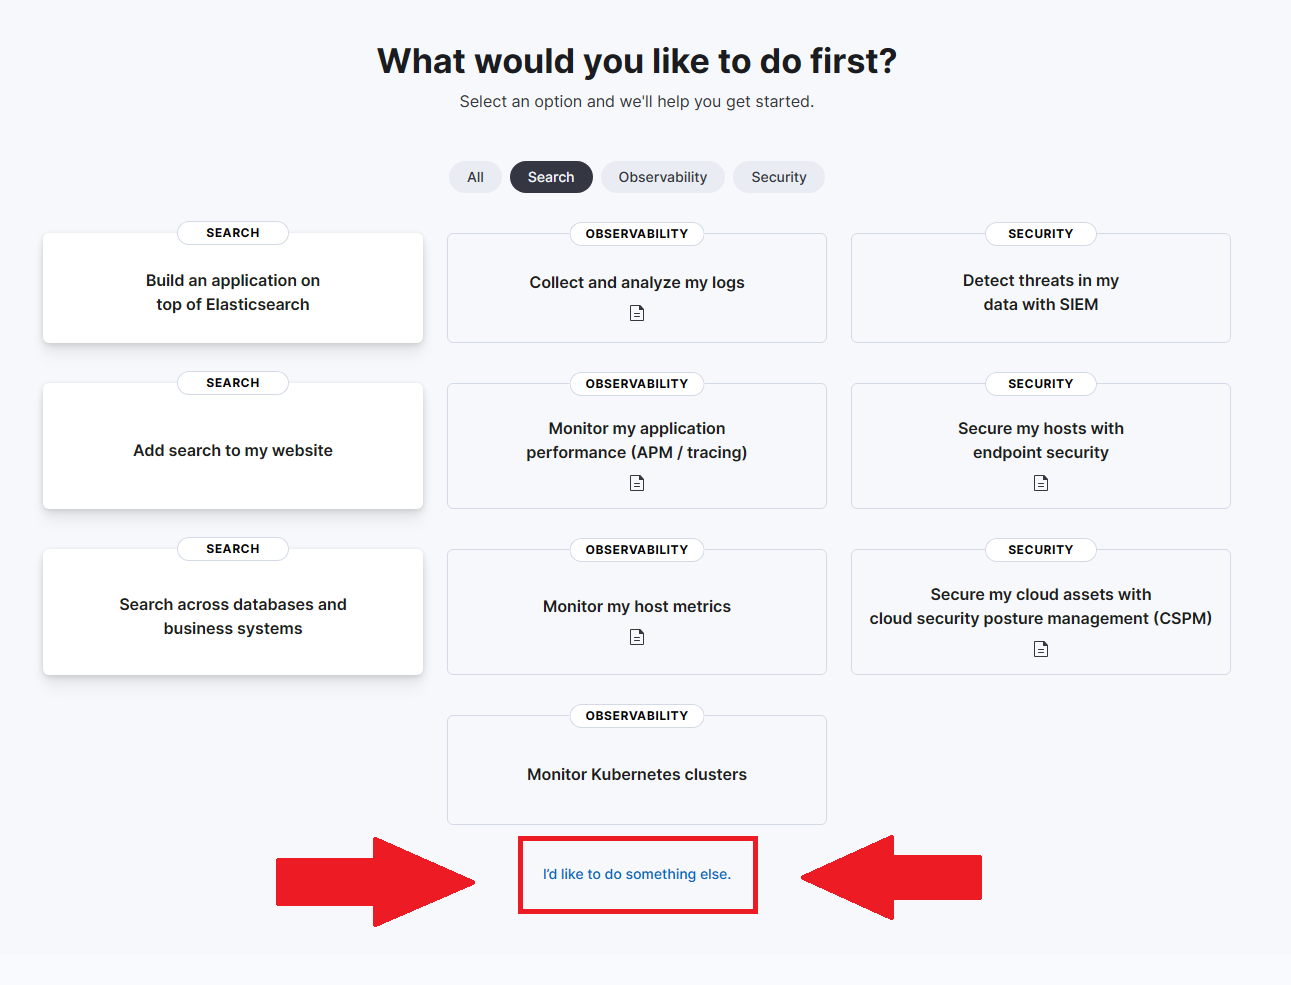 What would you like to do first?
Select an option and we'll help you get started.
All
Search
Observability
Security
SEARCH
Build an application on
top of Elasticsearch
OBSERVABILITY
Collect and analyze my logs
SECURITY
Detect threats in my
data with SIEM
SEARCH
Add search to my website
OBSERVABILITY
Monitor my application
performance (APM / tracing)
SECURITY
Secure my hosts with
endpoint security
SEARCH
Search across databases and
business systems
OBSERVABILITY
Monitor my host metrics
SECURITY
Secure my cloud assets with
cloud security posture management (CSPM)
OBSERVABILITY
Monitor Kubernetes clusters
I'd like to do something else.